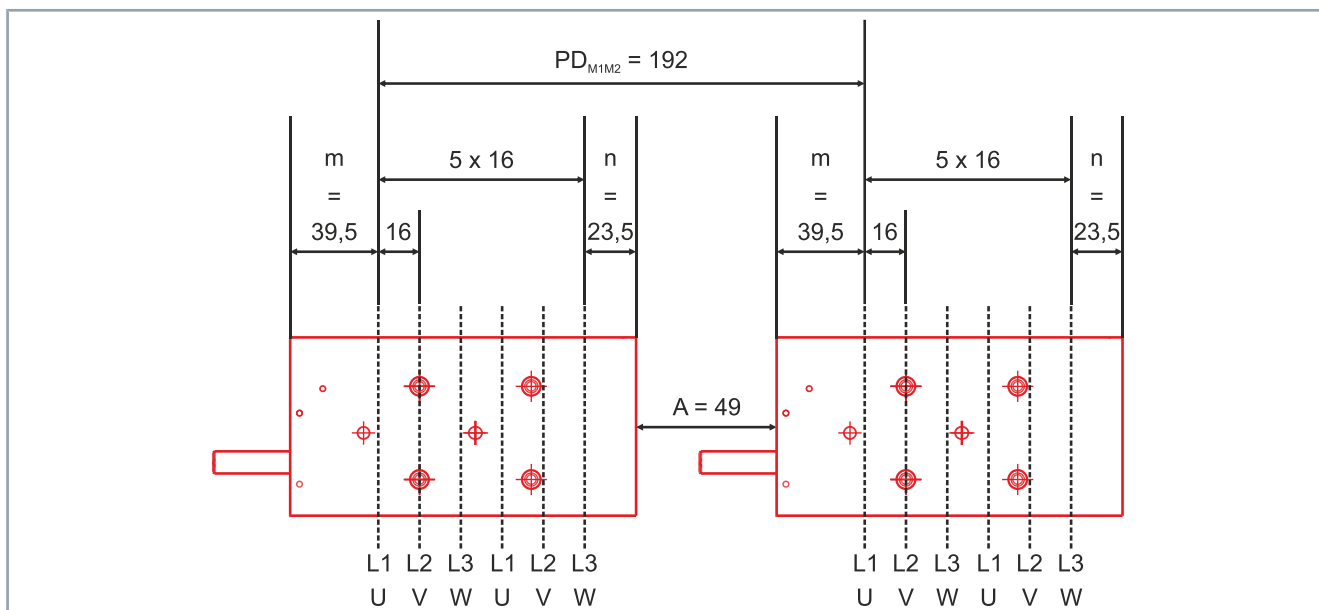 PDM1M2 = 192
m 5 x 16 n m 5 x 16 n
= = = =
39,5 16 23,5 39,5 16 23,5
A = 49
L1 L2 L3 L1 L2 L3 L1 L2 L3 L1 L2 L3
U V W U V W U V W U V W